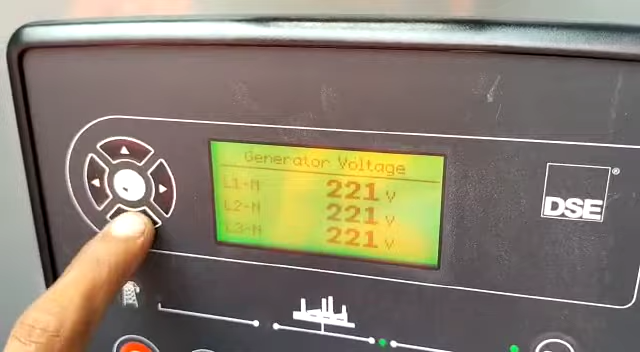 Generator Voltage
L1-N 221 V
L2-N 221 V
L3-N 221 V
DSE®